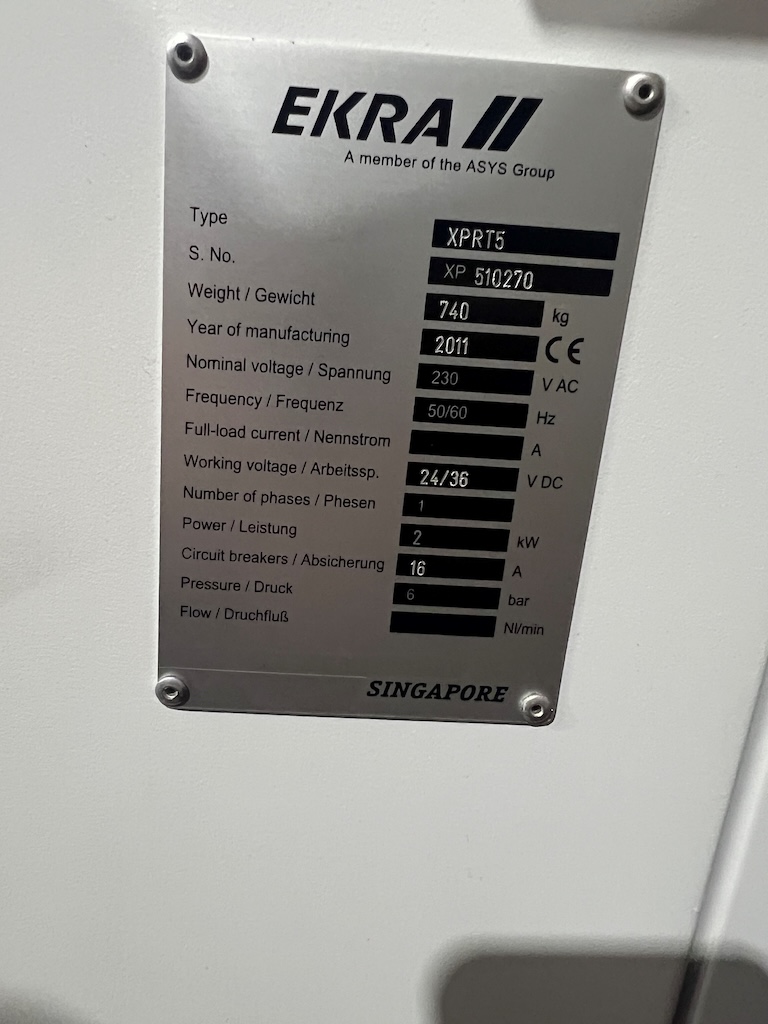 EKRA
A member of the ASYS Group
Type XPRT5
S. No. XP 510270
Weight / Gewicht 740 kg
Year of manufacturing 2011 CE
Nominal voltage / Spannung 230 V AC
Frequency / Frequenz 50/60 Hz
Full-load current / Nennstrom A
Working voltage / Arbeitssp. 24/36 V DC
Number of phases / Phesen 1
Power / Leistung 2 kW
Circuit breakers / Absicherung 16 A
Pressure / Druck 6 bar
Flow / Druchfluß Nl/min
SINGAPORE